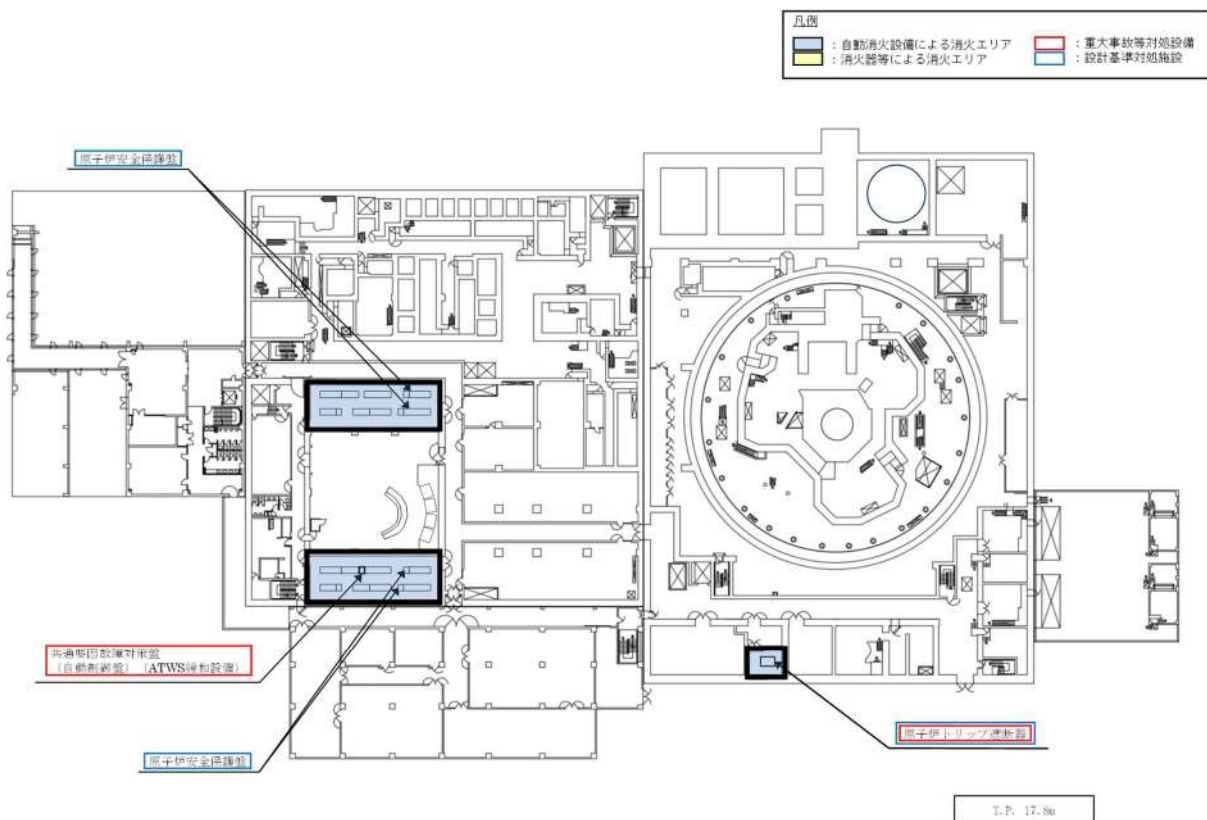 凡例
：自動消火設備による消火エリア
：重大事故等対処設備
：消火器等による消火エリア
：設計基準対処施設
原子炉安全保護盤
共通要因故障対策盤
（自動制御盤）（ATWS緩和設備）
原子炉安全保護盤
原子炉トリップ遮断器
T.P. 17.8m